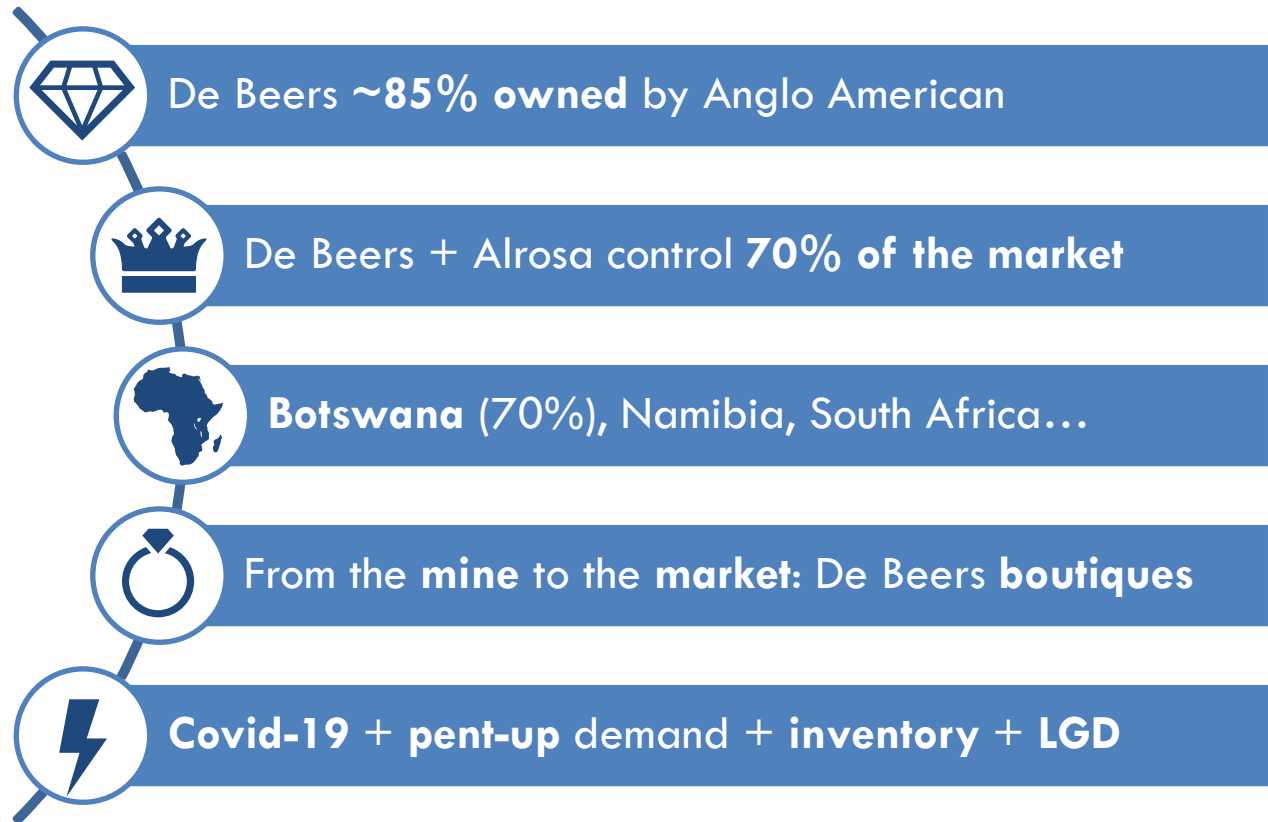 De Beers ~85% owned by Anglo American
De Beers + Alrosa control 70% of the market
Botswana (70%), Namibia, South Africa…
From the mine to the market: De Beers boutiques
Covid-19 + pent-up demand + inventory + LGD